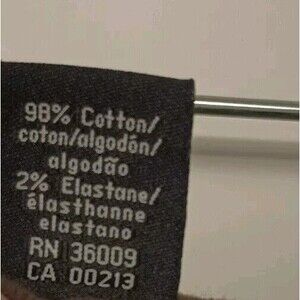 98% Cotton/
coton/algodón/
algodão
2% Elastane/
élasthanne
elastano
RN 36009
CA 00213